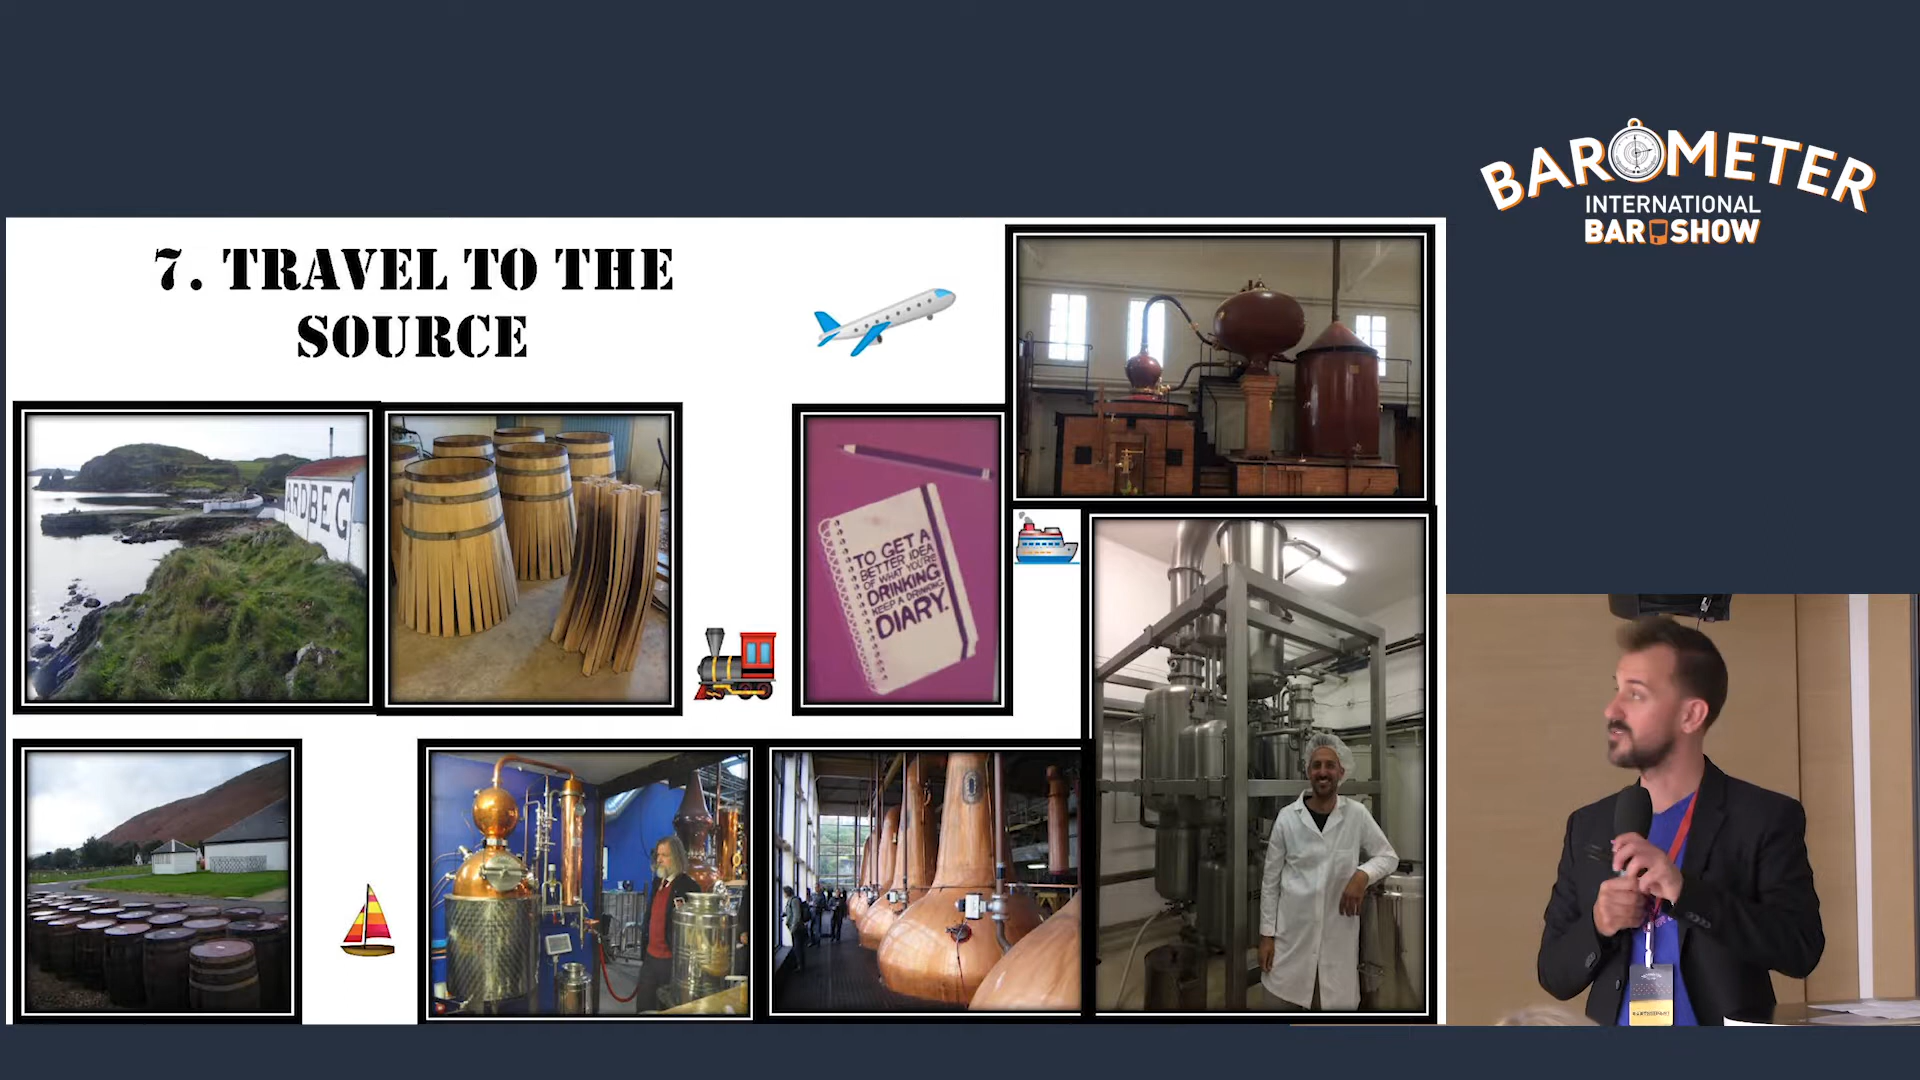 BAROMETER
INTERNATIONAL
BAR SHOW
7. TRAVEL TO THE
SOURCE
ARDBEG
TO GET A
BETTER IDEA
OF WHAT YOU'RE
DRINKING
KEEP A DRINKING
DIARY.